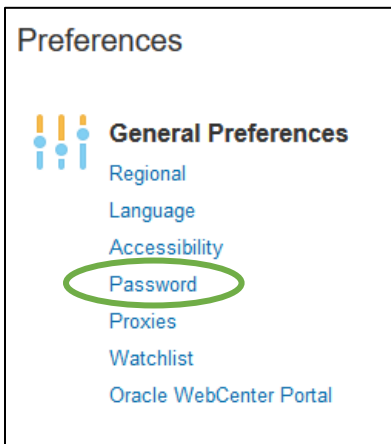 Preferences
General Preferences
Regional
Language
Accessibility
Password
Proxies
Watchlist
Oracle WebCenter Portal